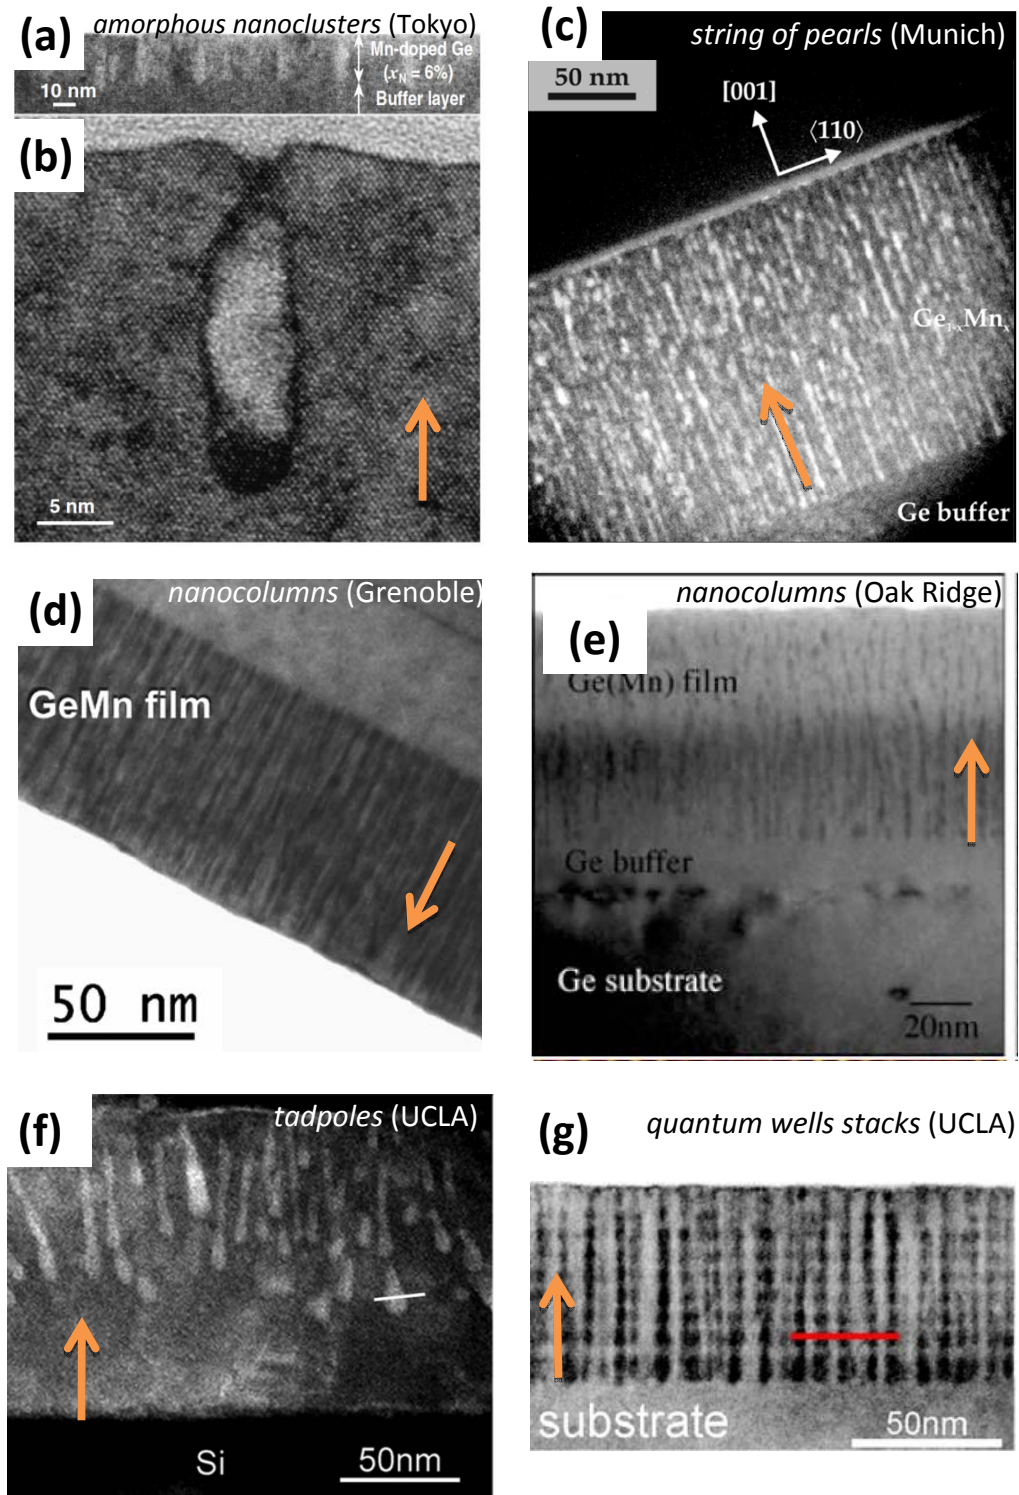 (a)
amorphous nanoclusters (Tokyo)
Mn-doped Ge
(xN = 6%)
10 nm
Buffer layer
(b)
5 nm
(c)
string of pearls (Munich)
50 nm
[001]
⟨110⟩
Ge1-xMnx
Ge buffer
(d)
nanocolumns (Grenoble)
GeMn film
50 nm
(e)
nanocolumns (Oak Ridge)
Ge(Mn) film
Ge buffer
Ge substrate
20nm
(f)
tadpoles (UCLA)
Si
50nm
(g)
quantum wells stacks (UCLA)
substrate
50nm